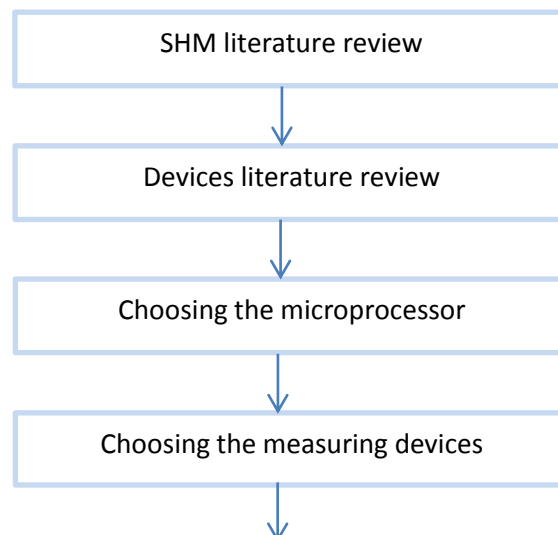 SHM literature review
Devices literature review
Choosing the microprocessor
Choosing the measuring devices